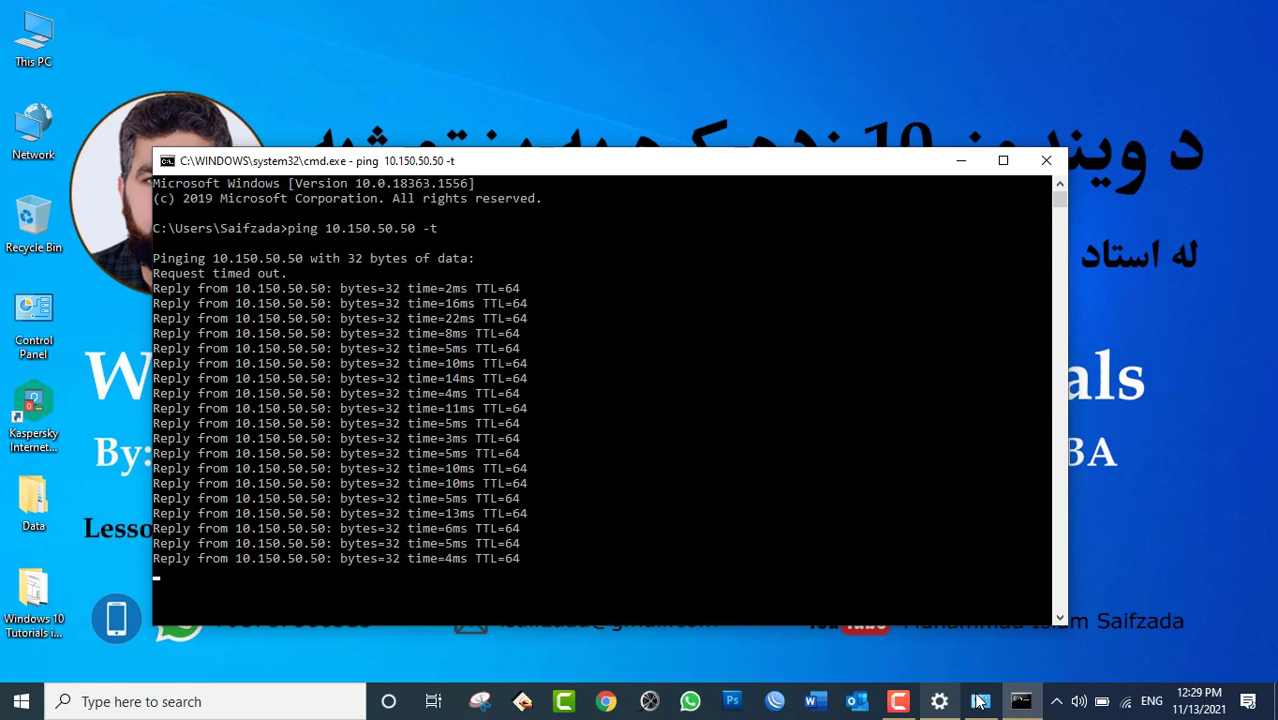 This PC
Network
Recycle Bin
Control
Panel
Kaspersky
Internet...
Data
Windows 10
Tutorials i...
له استاد
als
By:
BA
Lesso
Muhammad Islam Saifzada
C:\WINDOWS\system32\cmd.exe - ping  10.150.50.50 -t
Microsoft Windows [Version 10.0.18363.1556]
(c) 2019 Microsoft Corporation. All rights reserved.
C:\Users\Saifzada>ping 10.150.50.50 -t
Pinging 10.150.50.50 with 32 bytes of data:
Request timed out.
Reply from 10.150.50.50: bytes=32 time=2ms TTL=64
Reply from 10.150.50.50: bytes=32 time=16ms TTL=64
Reply from 10.150.50.50: bytes=32 time=22ms TTL=64
Reply from 10.150.50.50: bytes=32 time=8ms TTL=64
Reply from 10.150.50.50: bytes=32 time=5ms TTL=64
Reply from 10.150.50.50: bytes=32 time=10ms TTL=64
Reply from 10.150.50.50: bytes=32 time=14ms TTL=64
Reply from 10.150.50.50: bytes=32 time=4ms TTL=64
Reply from 10.150.50.50: bytes=32 time=11ms TTL=64
Reply from 10.150.50.50: bytes=32 time=5ms TTL=64
Reply from 10.150.50.50: bytes=32 time=3ms TTL=64
Reply from 10.150.50.50: bytes=32 time=5ms TTL=64
Reply from 10.150.50.50: bytes=32 time=10ms TTL=64
Reply from 10.150.50.50: bytes=32 time=10ms TTL=64
Reply from 10.150.50.50: bytes=32 time=5ms TTL=64
Reply from 10.150.50.50: bytes=32 time=13ms TTL=64
Reply from 10.150.50.50: bytes=32 time=6ms TTL=64
Reply from 10.150.50.50: bytes=32 time=5ms TTL=64
Reply from 10.150.50.50: bytes=32 time=4ms TTL=64
Type here to search
ENG
12:29 PM
11/13/2021